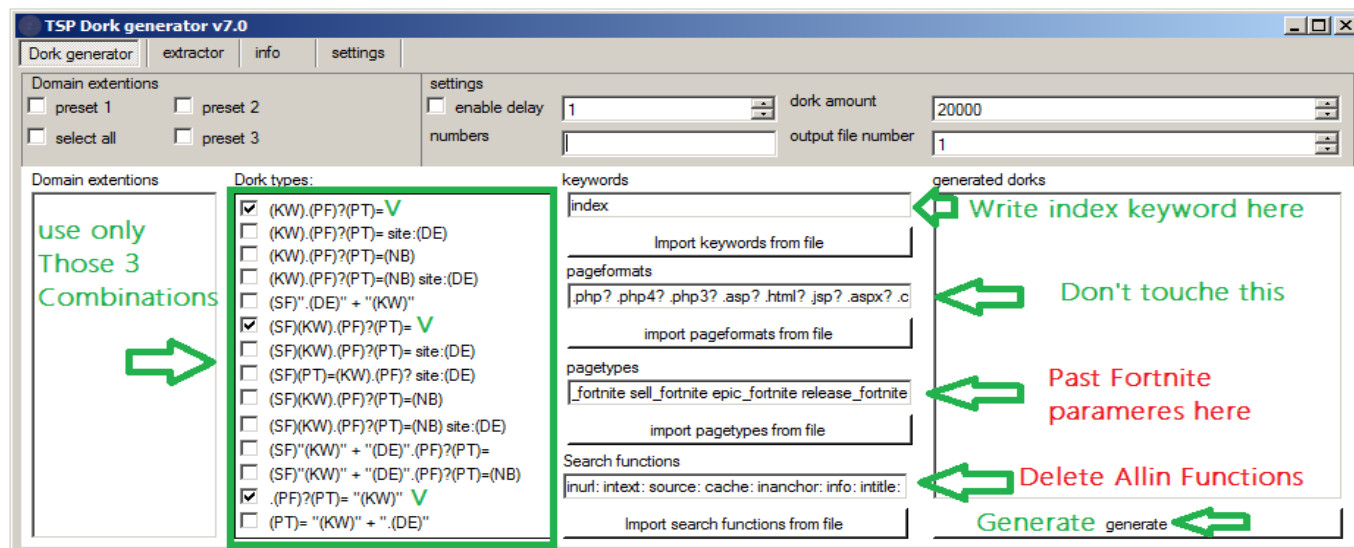 TSP Dork generator v7.0
Dork generator extractor info settings
Domain extentions
preset 1 preset 2
select all preset 3
settings
enable delay 1 dork amount 20000
numbers output file number 1
Domain extentions
use only
Those 3
Combinations
Dork types:
(KW).(PF)?(PT)= V
(KW).(PF)?(PT)= site:(DE)
(KW).(PF)?(PT)=(NB)
(KW).(PF)?(PT)=(NB) site:(DE)
(SF)".(DE)" + "(KW)"
(SF)(KW).(PF)?(PT)= V
(SF)(KW).(PF)?(PT)= site:(DE)
(SF)(PT)=(KW).(PF)? site:(DE)
(SF)(KW).(PF)?(PT)=(NB)
(SF)(KW).(PF)?(PT)=(NB) site:(DE)
(SF)"(KW)" + "(DE)".(PF)?(PT)=
(SF)"(KW)" + "(DE)".(PF)?(PT)=(NB)
.(PF)?(PT)= "(KW)" V
(PT)= "(KW)" + ".(DE)"
keywords
index
Import keywords from file
pageformats
.php? .php4? .php3? .asp? .html? .jsp? .aspx? .c
import pageformats from file
pagetypes
_fortnite sell_fortnite epic_fortnite release_fortnite
import pagetypes from file
Search functions
inurl: intext: source: cache: inanchor: info: intitle:
Import search functions from file
generated dorks
Write index keyword here
Don't touche this
Past Fortnite
parameres here
Delete Allin Functions
Generate generate